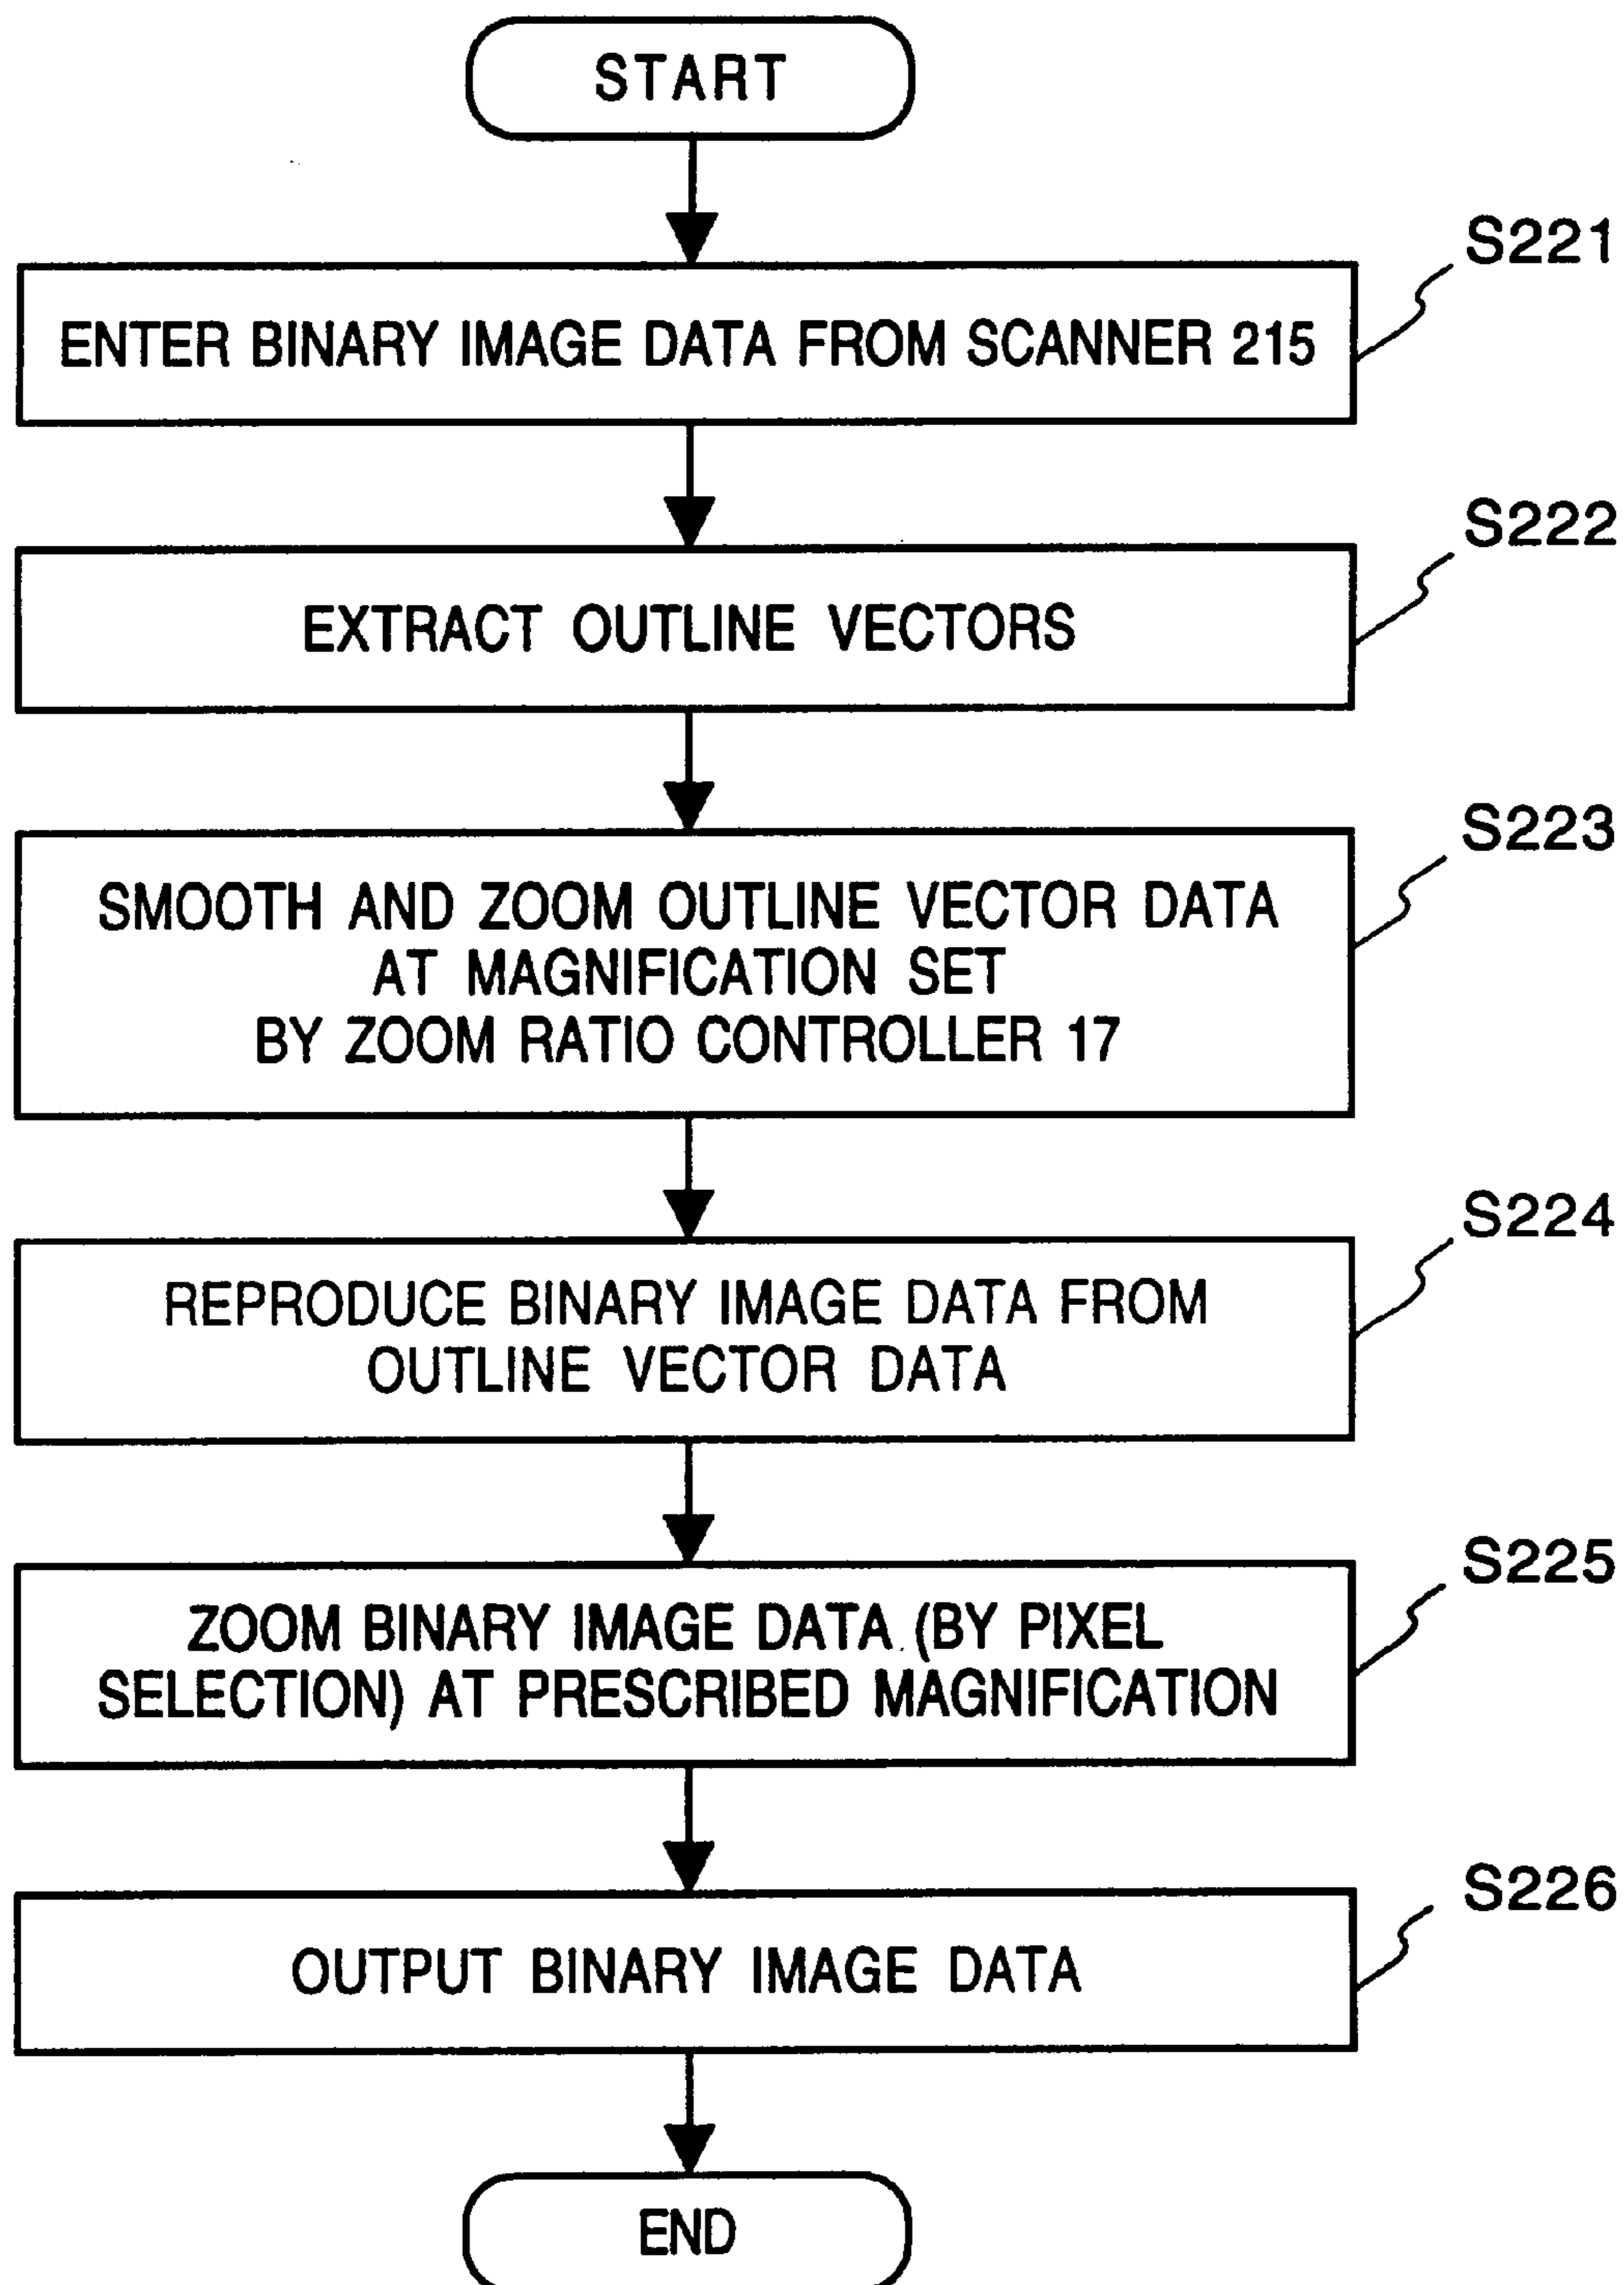 START
S221
ENTER BINARY IMAGE DATA FROM SCANNER 215
S222
EXTRACT OUTLINE VECTORS
S223
SMOOTH AND ZOOM OUTLINE VECTOR DATA
AT MAGNIFICATION SET
BY ZOOM RATIO CONTROLLER 17
S224
REPRODUCE BINARY IMAGE DATA FROM
OUTLINE VECTOR DATA
S225
ZOOM BINARY IMAGE DATA (BY PIXEL
SELECTION) AT PRESCRIBED MAGNIFICATION
S226
OUTPUT BINARY IMAGE DATA
END